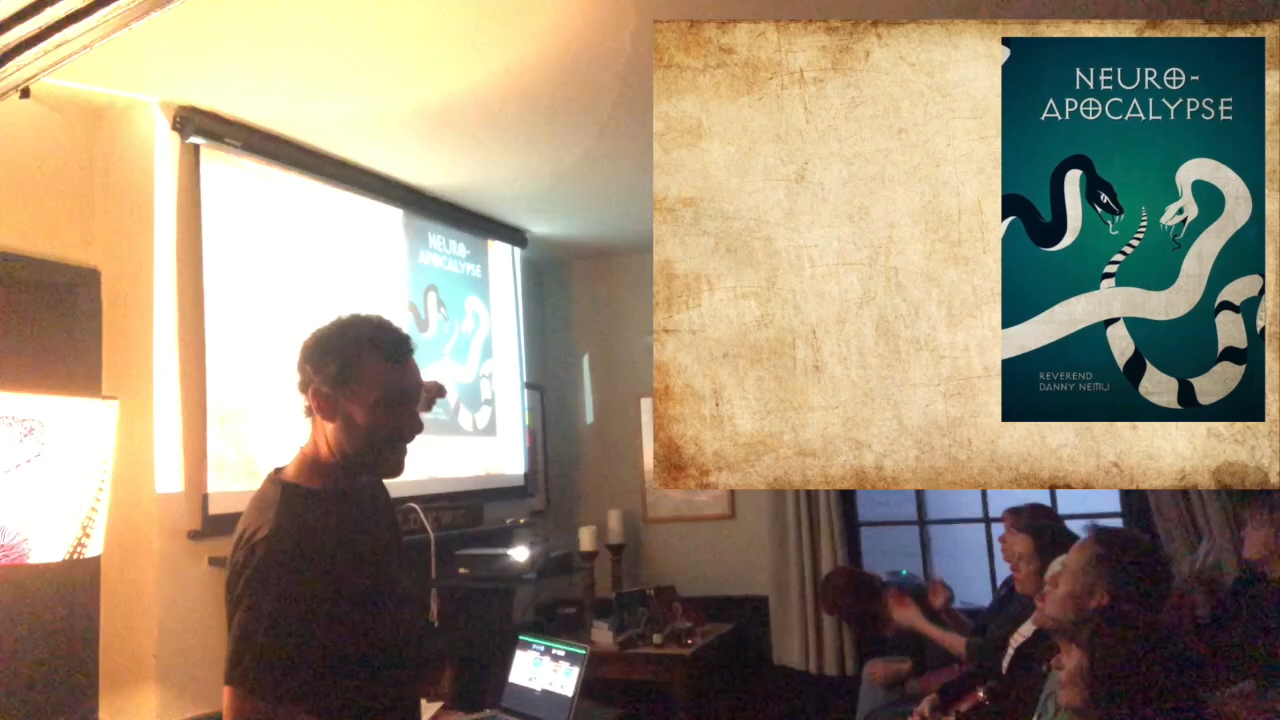 NEURO-
APOCALYPSE
REVEREND
DANNY NEMU
NEURO-
APOCALYPSE